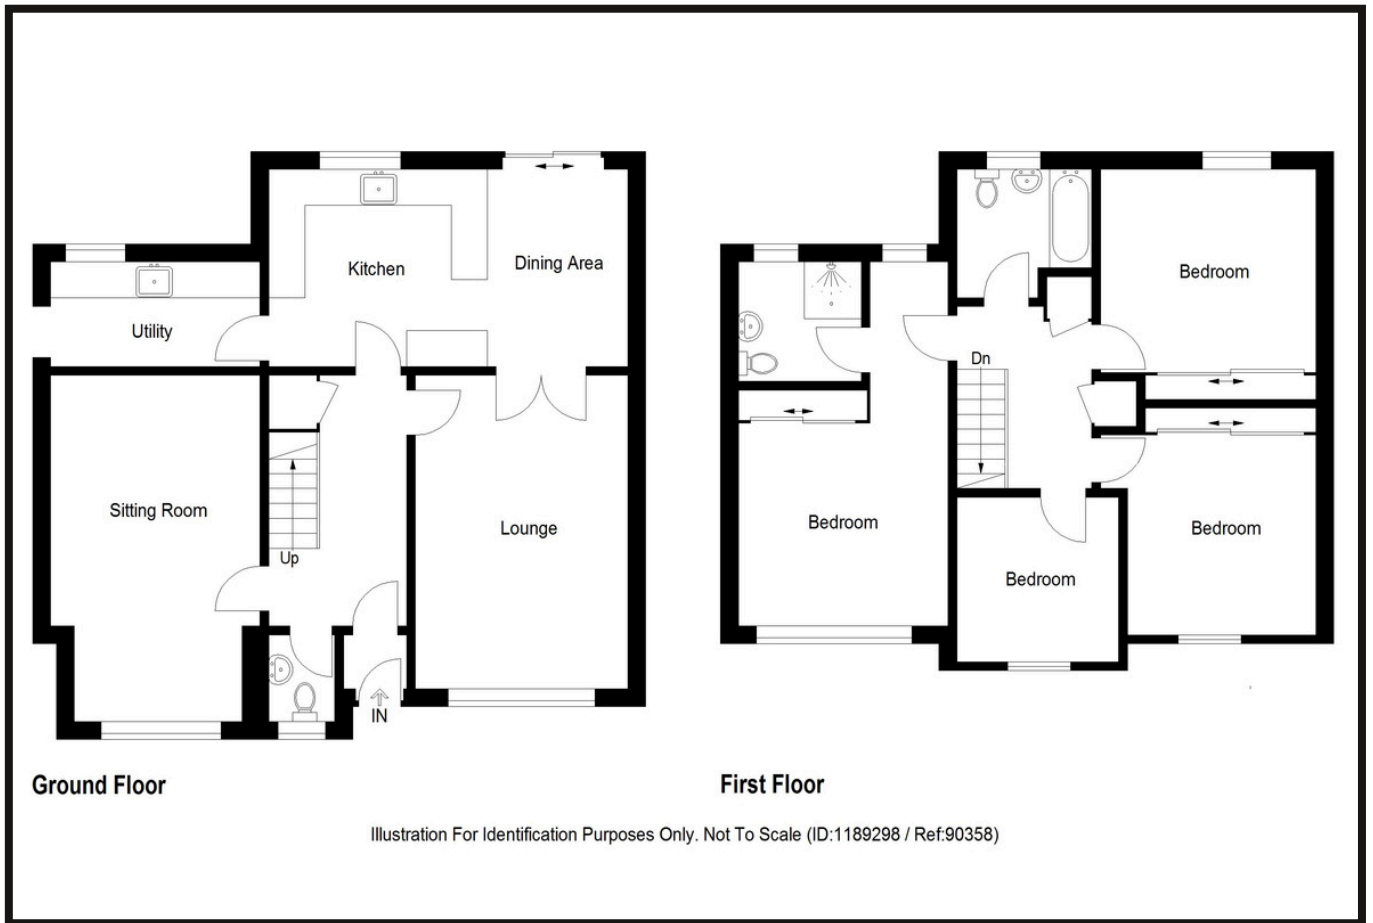 Kitchen
Dining Area
Utility
Sitting Room
Lounge
Up
IN
Ground Floor
Bedroom
Dn
Bedroom
Bedroom
Bedroom
First Floor
Illustration For Identification Purposes Only. Not To Scale (ID:1189298 / Ref:90358)